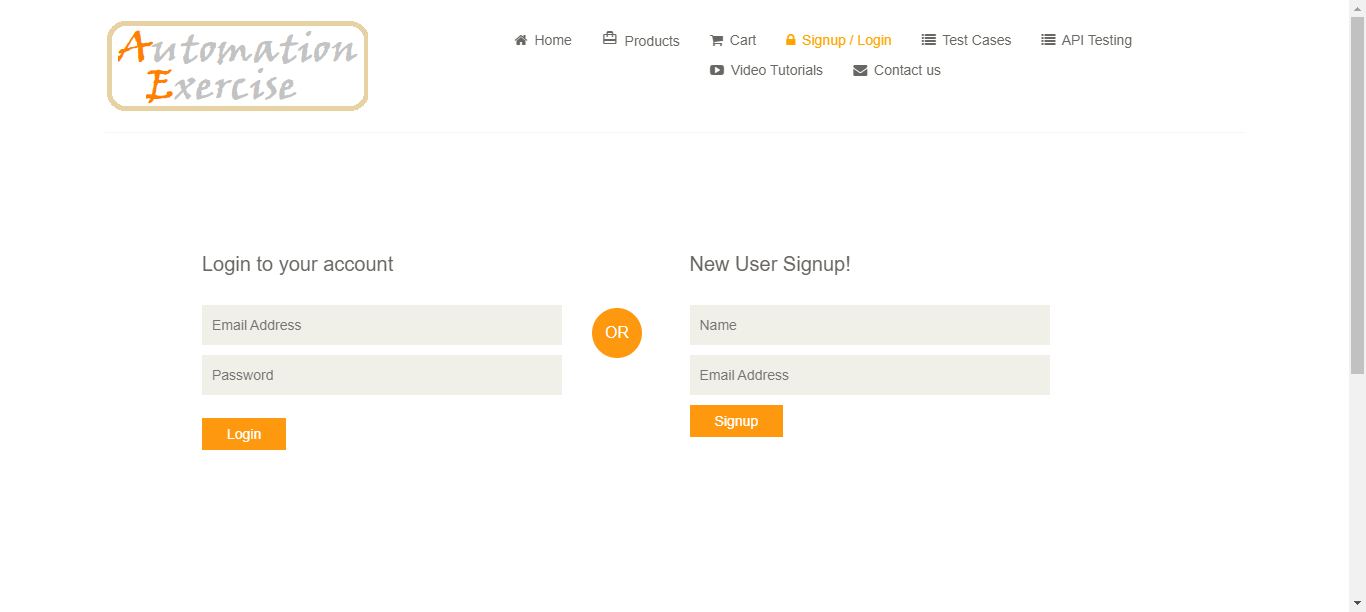 Automation
Exercise
Home Products Cart Signup / Login Test Cases API Testing
Video Tutorials Contact us
Login to your account
Email Address
Password
Login
OR
New User Signup!
Name
Email Address
Signup